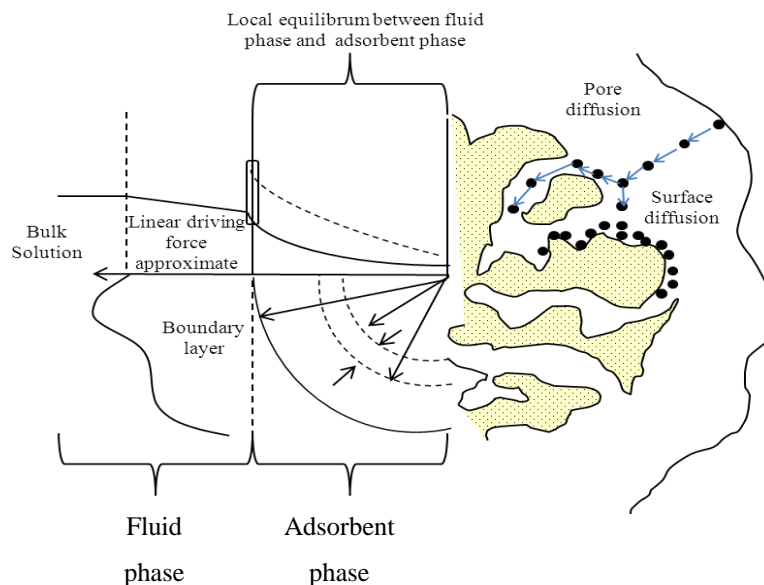 Local equilibrum between fluid
phase and adsorbent phase
Pore
diffusion
Surface
diffusion
Bulk
Solution
Linear driving
force
approximate
Boundary
layer
Fluid
phase
Adsorbent
phase